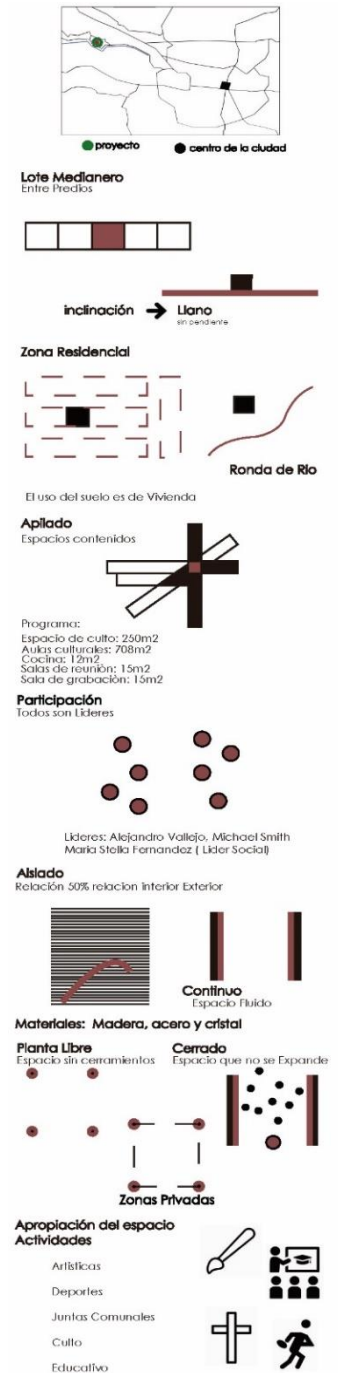 proyecto centro de la ciudad
Lote Medianero
Entre Predios
inclinación Llano
sin pendiente
Zona Residencial
Ronda de Rio
El uso del suelo es de Vivienda
Apilado
Espacios contenidos
Programa:
Espacio de culto: 250m2
Aulas culturales: 708m2
Cocina: 12m2
Salas de reuniòn: 15m2
Sala de grabaciòn: 15m2
Participación
Todos son Lideres
Lideres: Alejandro Vallejo, Michael Smith
Maria Stella Fernandez ( Lider Social)
Aislado
Relación 50% relacion interior Exterior
Continuo
Espacio Fluido
Materiales: Madera, acero y cristal
Planta Libre Cerrado
Espacio sin cerramientos Espacio que no se Expande
Zonas Privadas
Apropiación del espacio
Actividades
Artísticas
Deportes
Juntas Comunales
Culto
Educativo